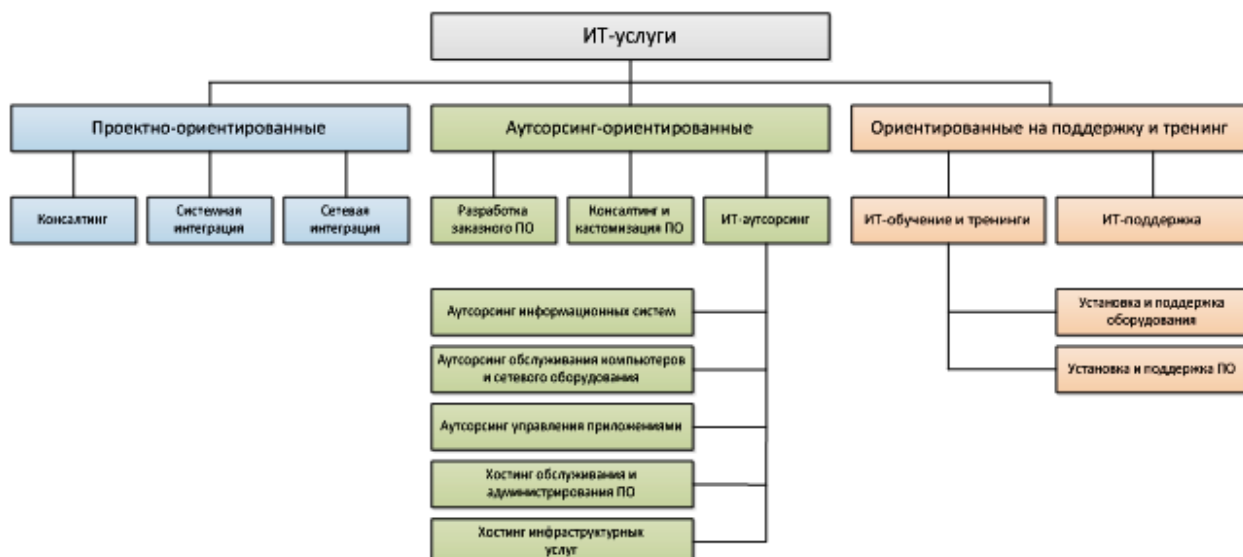 ИТ-услуги
Проектно-ориентированные
Аутсорсинг-ориентированные
Ориентированные на поддержку и тренинг
Консалтинг
Системная
интеграция
Сетевая
интеграция
Разработка
заказного ПО
Консалтинг и
кастомизация ПО
ИТ-аутсорсинг
ИТ-обучение и тренинги
ИТ-поддержка
Аутсорсинг информационных систем
Аутсорсинг обслуживания компьютеров
и сетевого оборудования
Аутсорсинг управления приложениями
Хостинг обслуживания и
администрирования ПО
Хостинг инфраструктурных
услуг
Установка и поддержка
оборудования
Установка и поддержка ПО